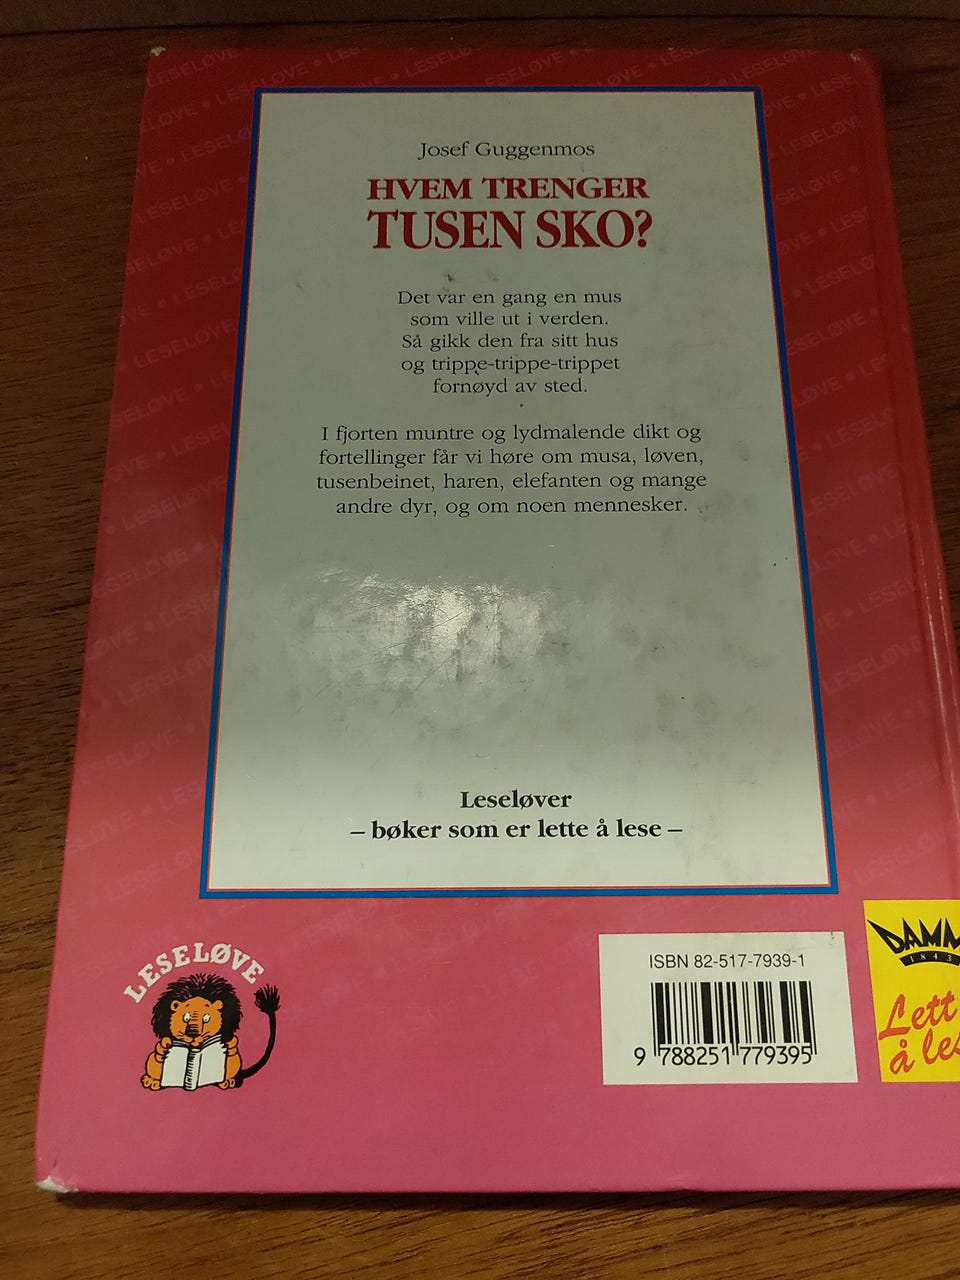 Josef Guggenmos
HVEM TRENGER
TUSEN SKO?
Det var en gang en mus
som ville ut i verden.
Så gikk den fra sitt hus
og trippe-trippe-trippet
fornøyd av sted.
I fjorten muntre og lydmalende dikt og
fortellinger får vi høre om musa, løven,
tusenbeinet, haren, elefanten og mange
andre dyr, og om noen mennesker.
Leseløver
– bøker som er lette å lese –
LESELØVE
ISBN 82-517-7939-1
9 788251 779395
DAMM
1843
Lett
å les